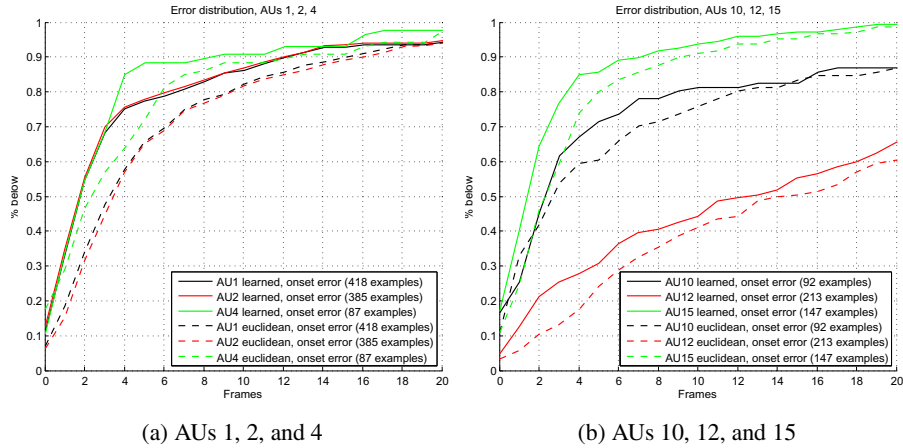 Error distribution, AUs 1, 2, 4
1
0.9
0.8
0.7
0.6
0.5
0.4
0.3
0.2
0.1
0
% below
0 2 4 6 8 10 12 14 16 18 20
Frames
AU1 learned, onset error (418 examples)
AU2 learned, onset error (385 examples)
AU4 learned, onset error (87 examples)
AU1 euclidean, onset error (418 examples)
AU2 euclidean, onset error (385 examples)
AU4 euclidean, onset error (87 examples)
(a) AUs 1, 2, and 4
Error distribution, AUs 10, 12, 15
1
0.9
0.8
0.7
0.6
0.5
0.4
0.3
0.2
0.1
0
% below
0 2 4 6 8 10 12 14 16 18 20
Frames
AU10 learned, onset error (92 examples)
AU12 learned, onset error (213 examples)
AU15 learned, onset error (147 examples)
AU10 euclidean, onset error (92 examples)
AU12 euclidean, onset error (213 examples)
AU15 euclidean, onset error (147 examples)
(b) AUs 10, 12, and 15